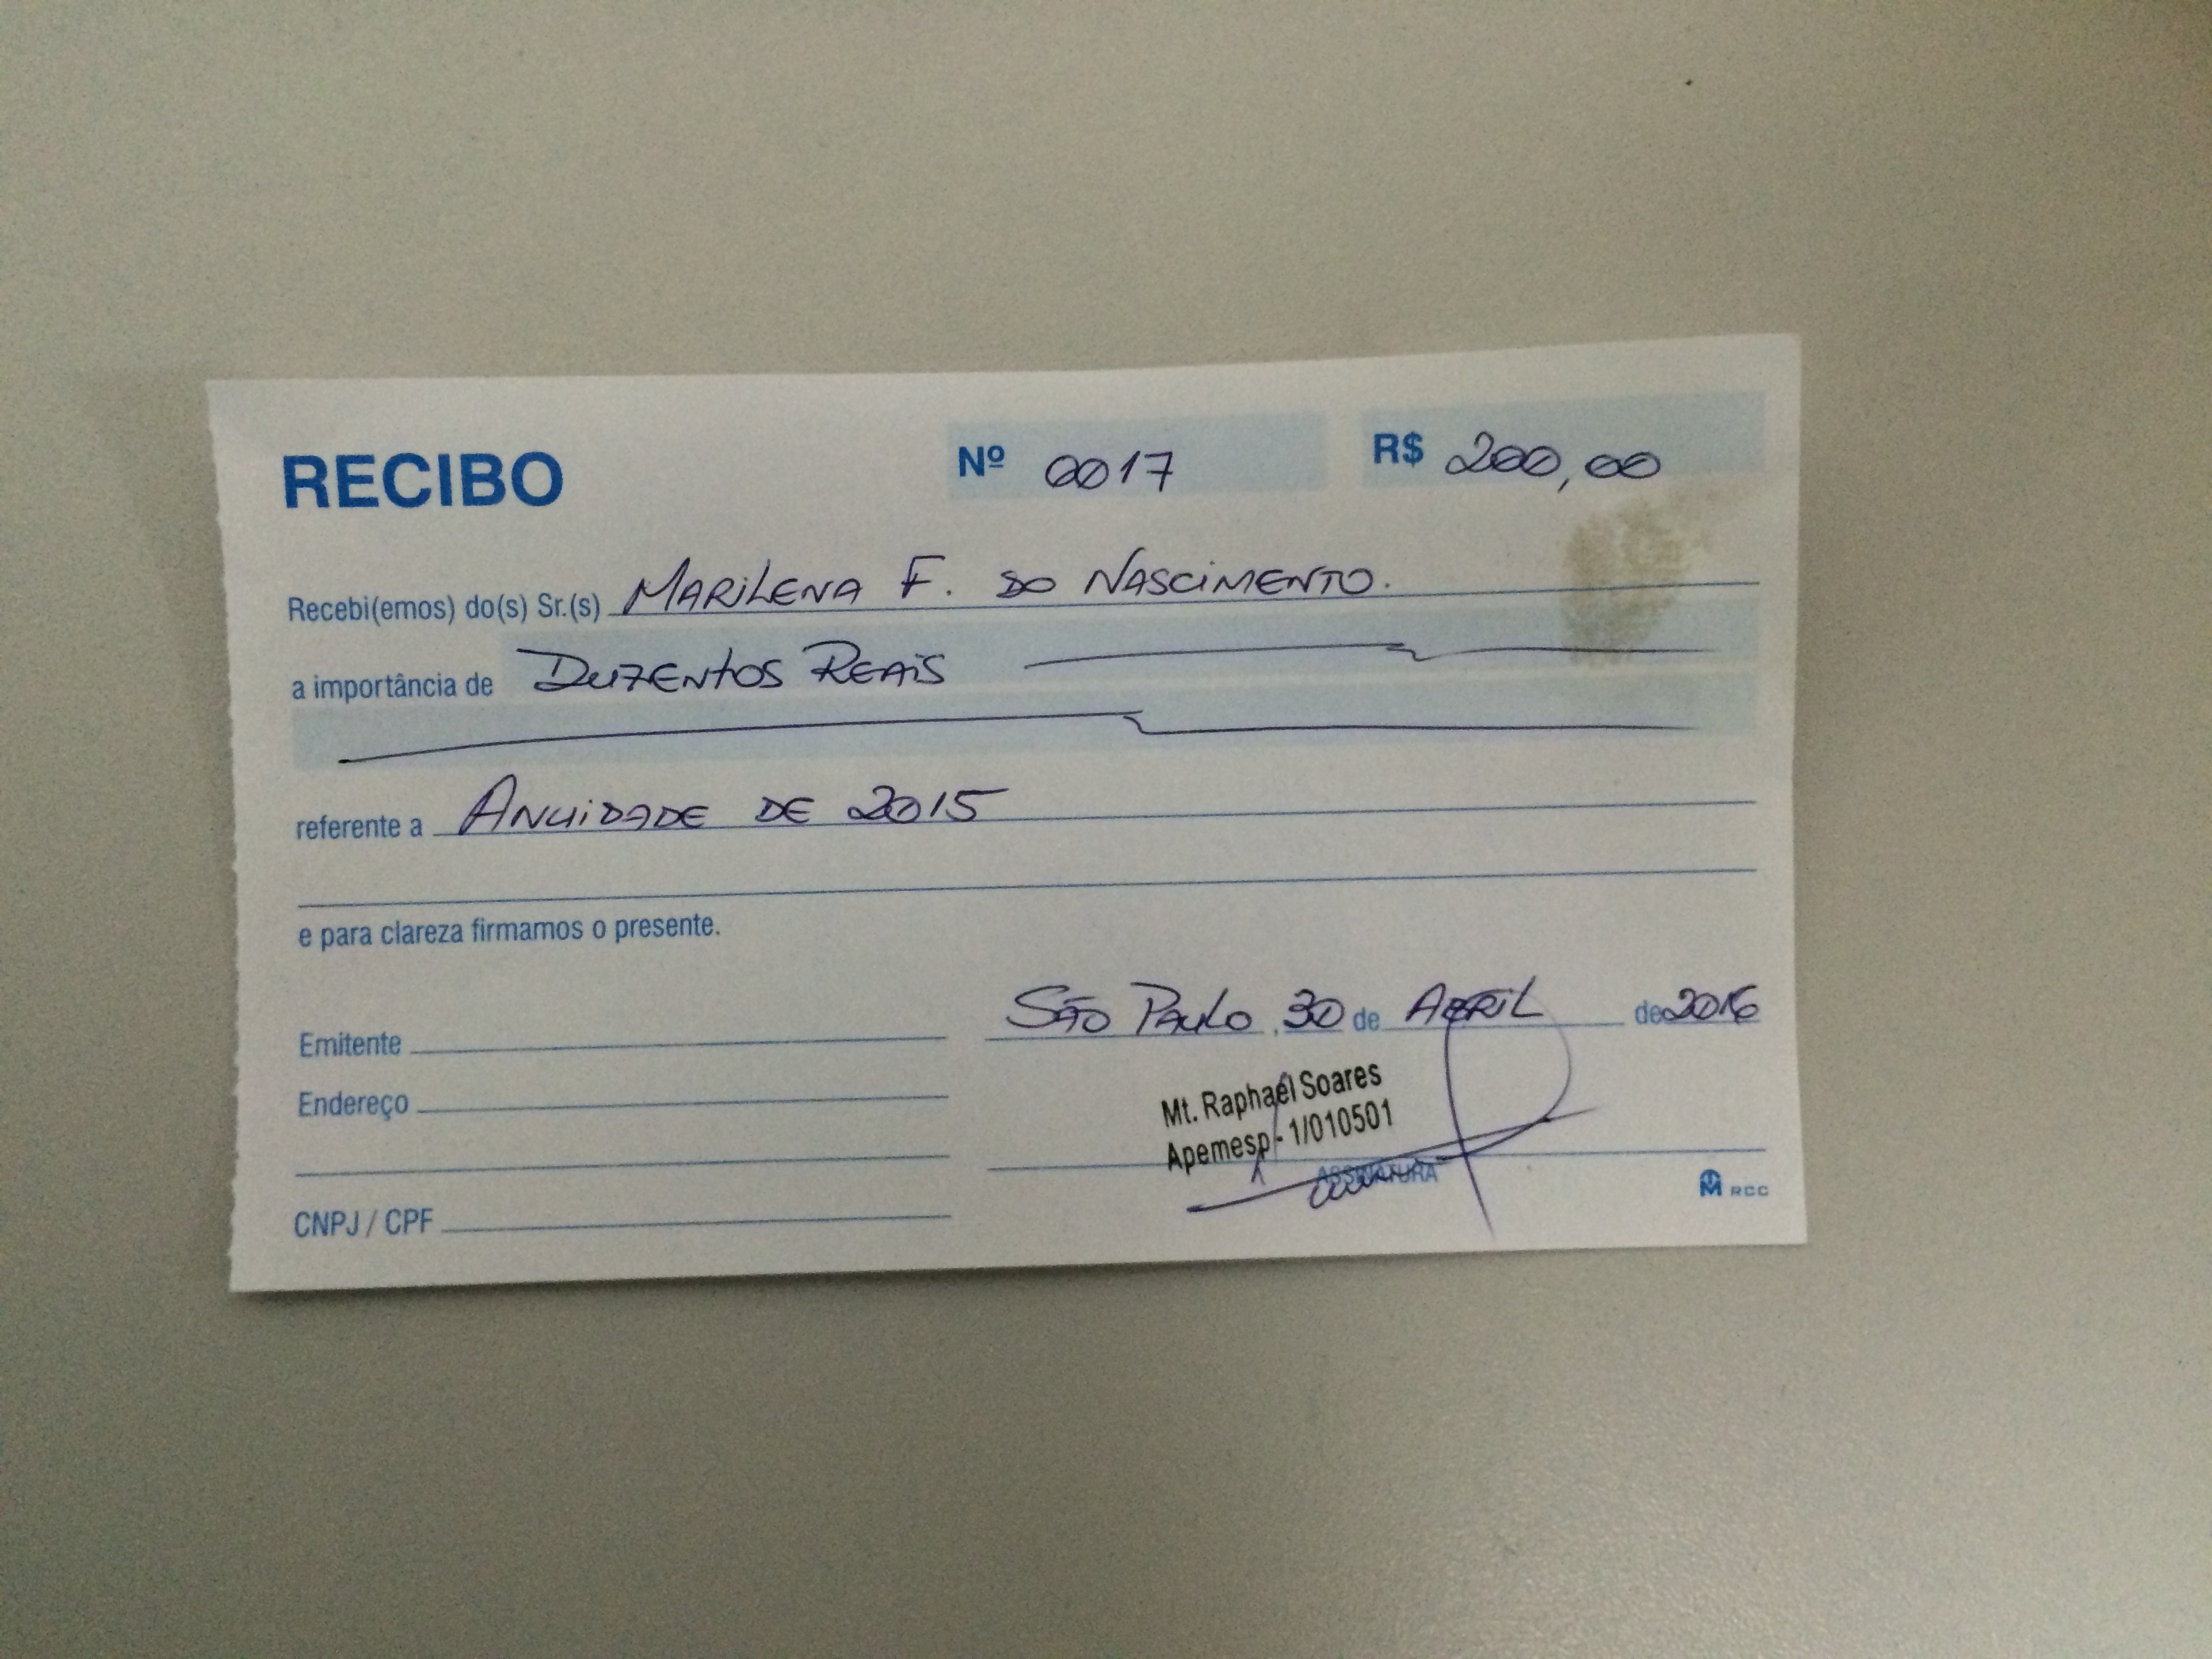 RECIBO Nº 0017 R$ 200,00
Recebi(emos) do(s) Sr.(s) MARiLENA F. DO NASCiMENTO.
a importância de DUZENTOS REAiS
referente a ANUiDADE DE 2015
e para clareza firmamos o presente.
SÃO PAULO, 30 de ABRiL de 2016
Emitente
Mt. Raphael Soares
Endereço
Apemesp - 1/010501
ASSINATURA
RCC
CNPJ / CPF